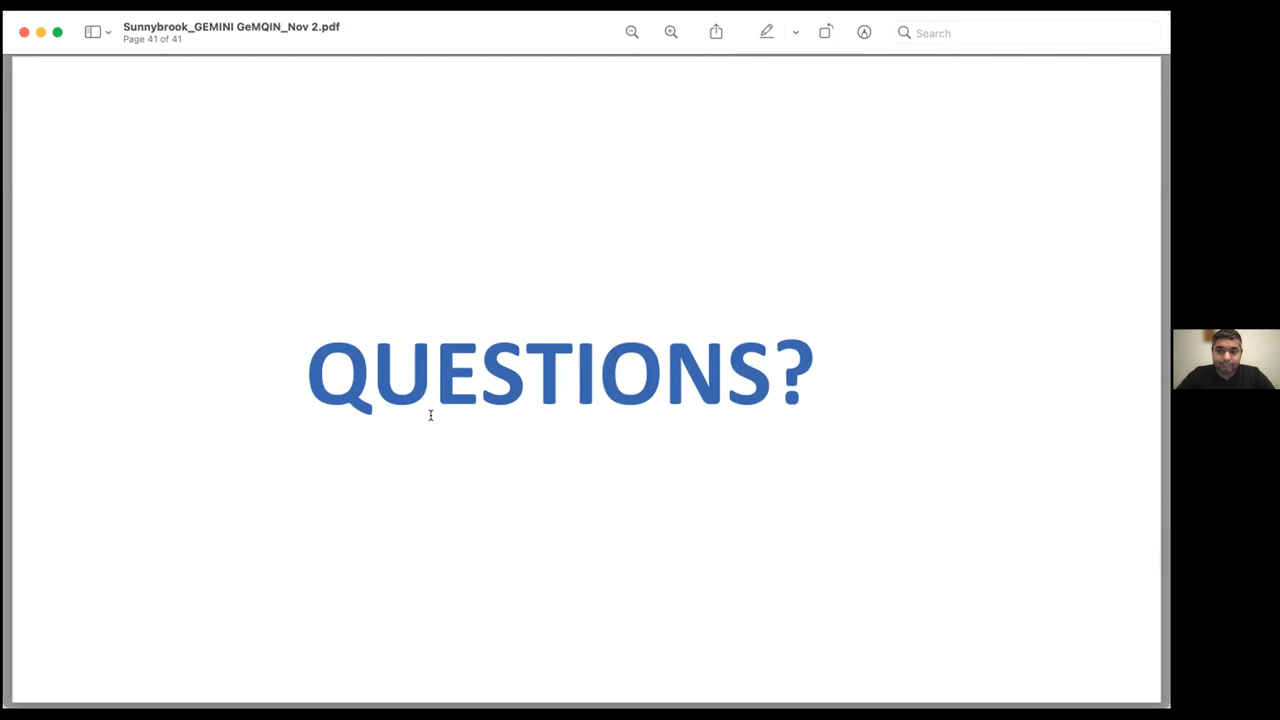 Sunnybrook_GEMINI GeMQIN_Nov 2.pdf
Page 41 of 41
Search
QUESTIONS?